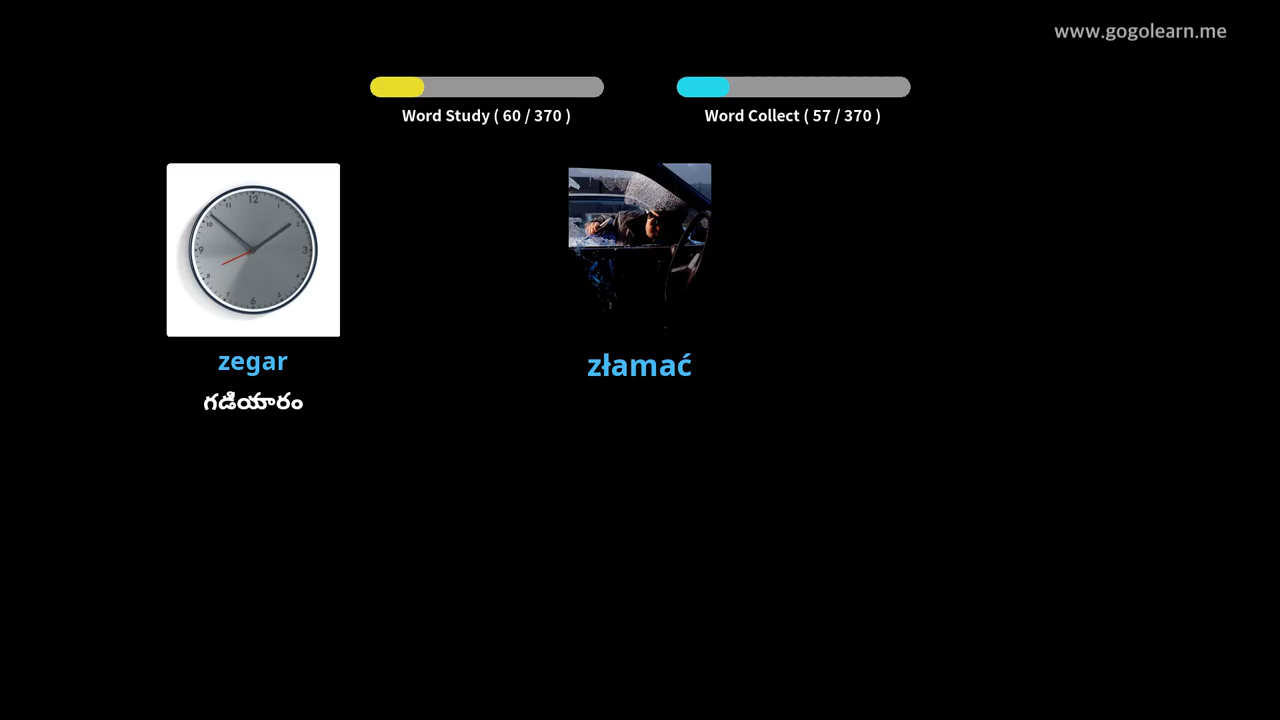 www.gogolearn.me
Word Study ( 60 / 370 )
Word Collect ( 57 / 370 )
zegar
złamać
గడియారం